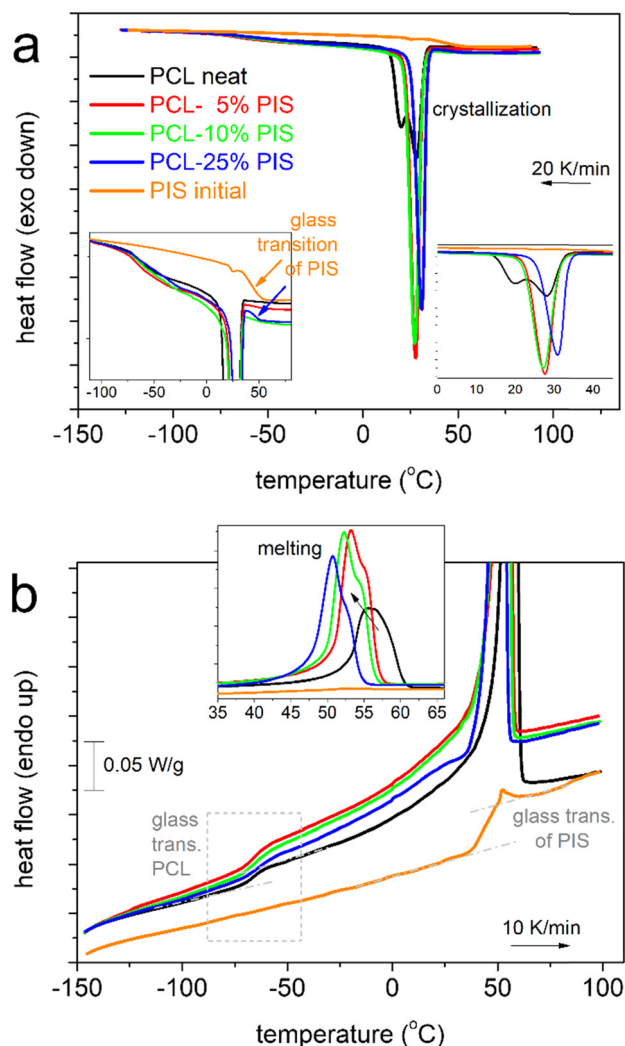 a
PCL neat
PCL- 5% PIS
PCL-10% PIS
PCL-25% PIS
PIS initial
crystallization
20 K/min
glass
transition
of PIS
-100 -50 0 50
0 10 20 30 40
heat flow (exo down)
-150 -100 -50 0 50 100
temperature (°C)
b
melting
35 40 45 50 55 60 65
0.05 W/g
glass
trans.
PCL
glass trans.
of PIS
10 K/min
heat flow (endo up)
-150 -100 -50 0 50 100
temperature (°C)